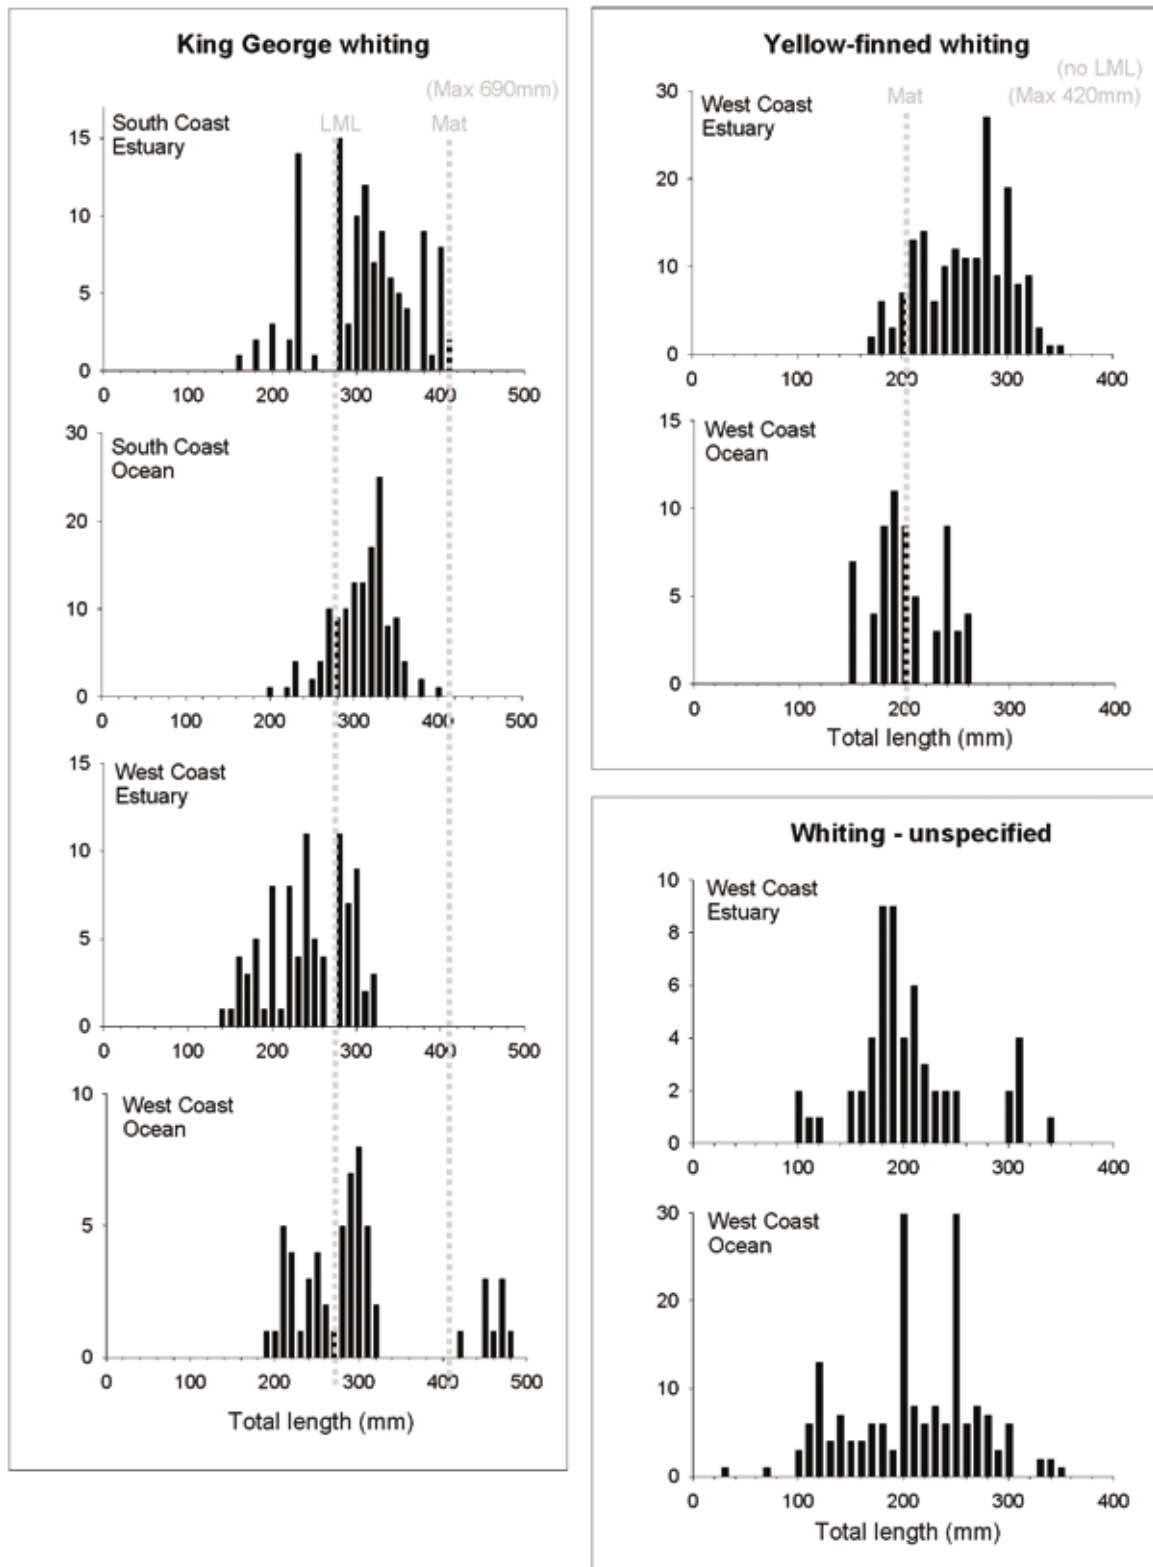 King George whiting
(Max 690mm)
LML
Mat
South Coast
Estuary
15
10
5
0
0 100 200 300 400 500
South Coast
Ocean
30
20
10
0
0 100 200 300 400 500
West Coast
Estuary
15
10
5
0
0 100 200 300 400 500
West Coast
Ocean
10
5
0
0 100 200 300 400 500
Total length (mm)
Yellow-finned whiting
(no LML)
(Max 420mm)
Mat
West Coast
Estuary
30
20
10
0
0 100 200 300 400
West Coast
Ocean
15
10
5
0
0 100 200 300 400
Total length (mm)
Whiting - unspecified
West Coast
Estuary
10
8
6
4
2
0
0 100 200 300 400
West Coast
Ocean
30
20
10
0
0 100 200 300 400
Total length (mm)